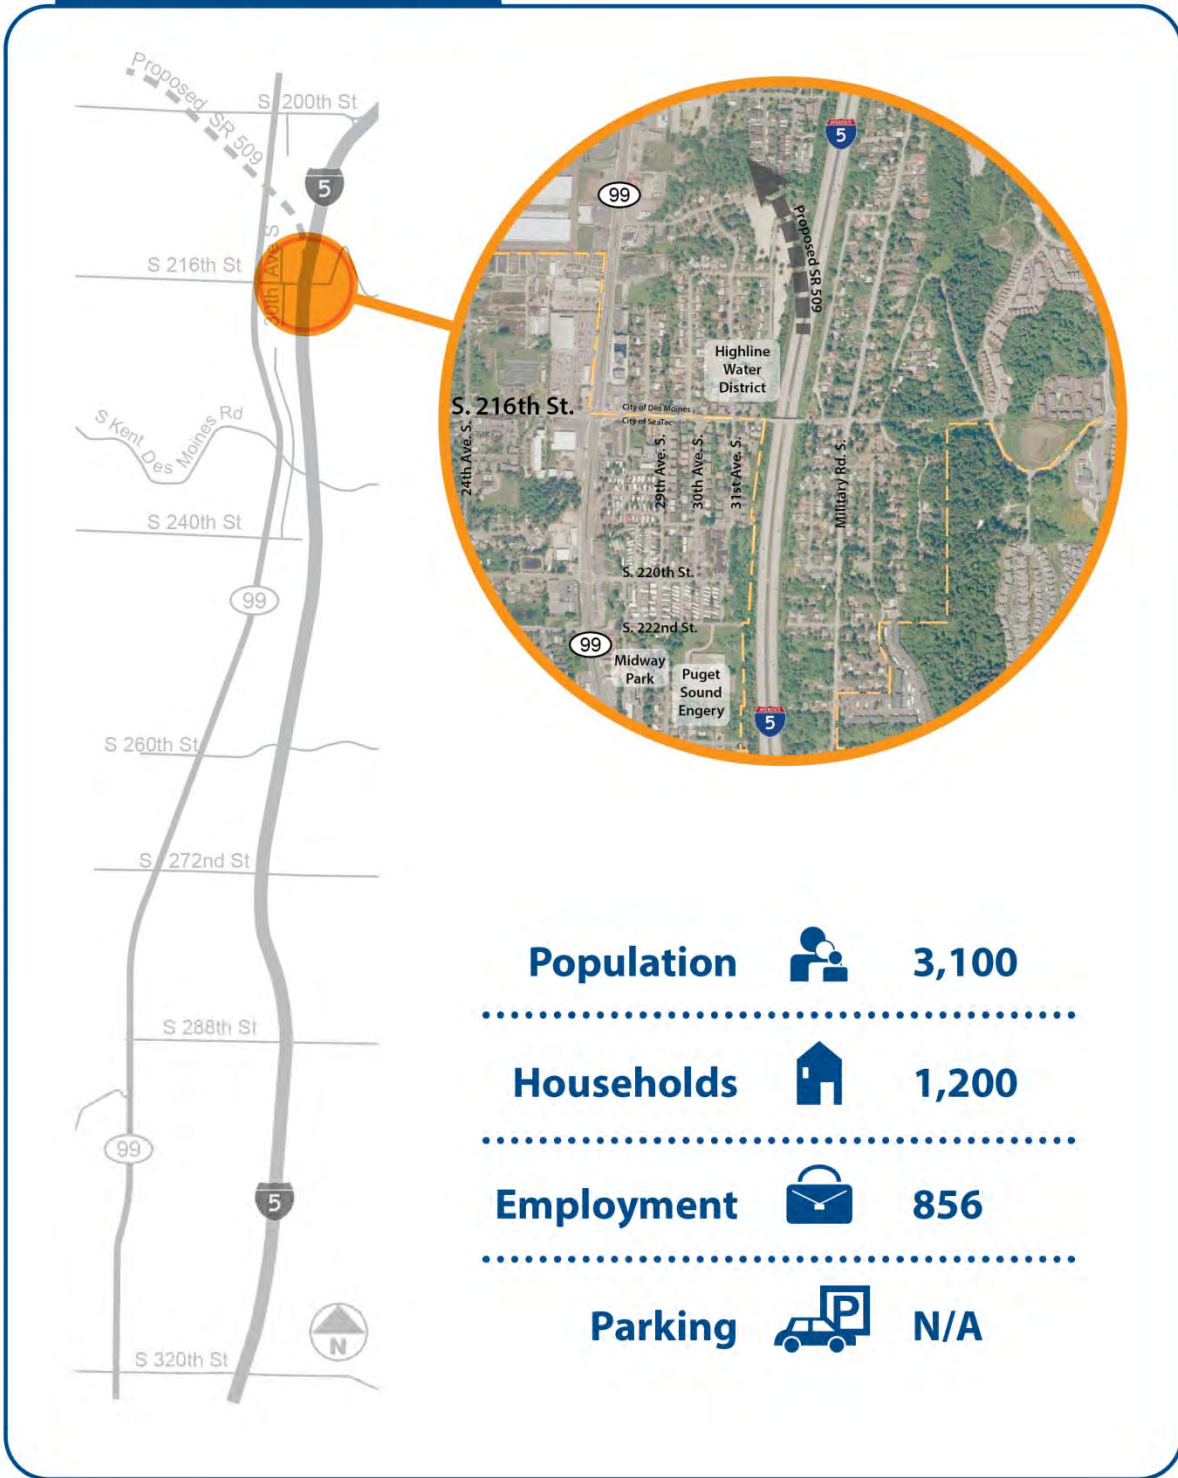 Proposed SR 509
S 200th St
5
S 216th St
30th Ave S
S Kent Des Moines Rd
S 240th St
99
S 260th St
S 272nd St
S 288th St
99
5
N
S 320th St
5
99
Proposed SR 509
Highline
Water
District
S. 216th St.
City of Des Moines
City of SeaTac
24th Ave. S.
29th Ave. S.
30th Ave. S.
31st Ave. S.
Military Rd. S.
S. 220th St.
S. 222nd St.
99
Midway
Park
Puget
Sound
Engery
5
Population 3,100
Households 1,200
Employment 856
Parking P N/A